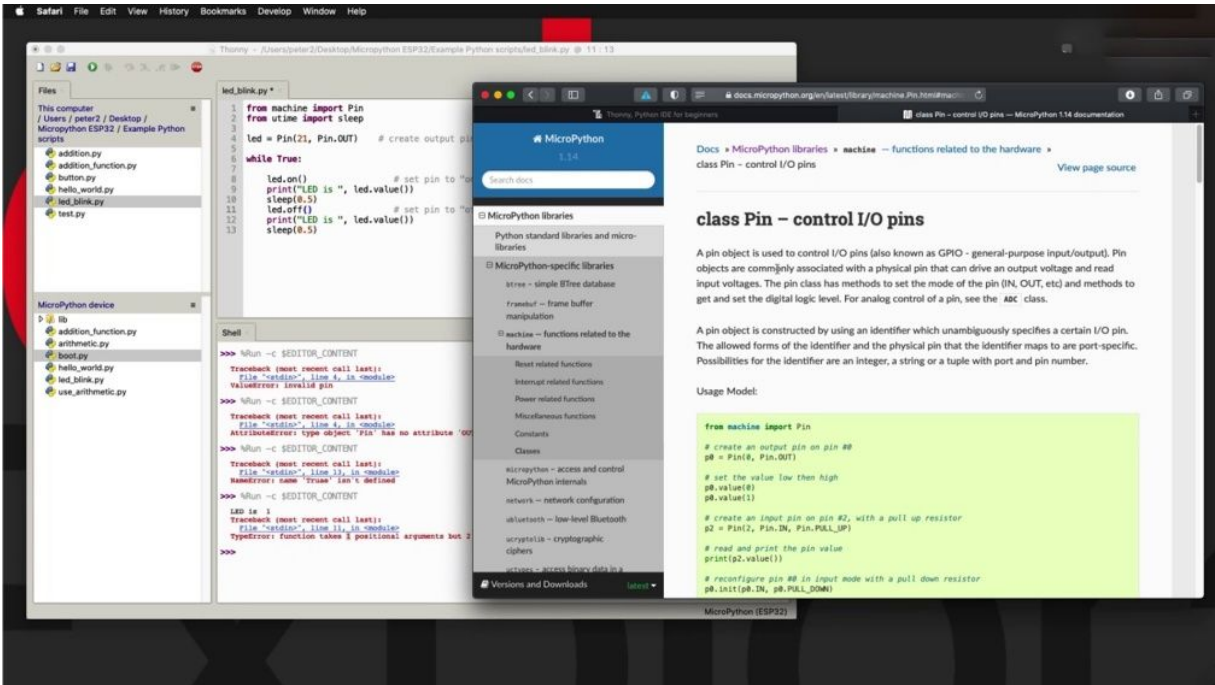 Safari File Edit View History Bookmarks Develop Window Help
Thonny - /Users/peter2/Desktop/Micropython ESP32/Example Python scripts/led_blink.py @ 11 : 13
Files
This computer
/ Users / peter2 / Desktop /
Micropython ESP32 / Example Python
scripts
addition.py
addition_function.py
button.py
hello_world.py
led_blink.py
test.py
MicroPython device
lib
addition_function.py
arithmetic.py
boot.py
hello_world.py
led_blink.py
use_arithmetic.py
led_blink.py *
1 from machine import Pin
2 from utime import sleep
3
4 led = Pin(21, Pin.OUT) # create output pi
5
6 while True:
7
8 led.on() # set pin to "o
9 print("LED is ", led.value())
10 sleep(0.5)
11 led.off() # set pin to "o
12 print("LED is ", led.value())
13 sleep(0.5)
Shell
>>> %Run -c $EDITOR_CONTENT
Traceback (most recent call last):
File "<stdin>", line 4, in <module>
ValueError: invalid pin
>>> %Run -c $EDITOR_CONTENT
Traceback (most recent call last):
File "<stdin>", line 4, in <module>
AttributeError: type object 'Pin' has no attribute 'OU
>>> %Run -c $EDITOR_CONTENT
Traceback (most recent call last):
File "<stdin>", line 13, in <module>
NameError: name 'Truae' isn't defined
>>> %Run -c $EDITOR_CONTENT
LED is 1
Traceback (most recent call last):
File "<stdin>", line 11, in <module>
TypeError: function takes 1 positional arguments but 2
>>>
MicroPython (ESP32)
docs.micropython.org/en/latest/library/machine.Pin.html#machi
Thonny, Python IDE for beginners
class Pin – control I/O pins — MicroPython 1.14 documentation
MicroPython
1.14
Search docs
MicroPython libraries
Python standard libraries and micro-
libraries
MicroPython-specific libraries
btree – simple BTree database
framebuf — frame buffer
manipulation
machine — functions related to the
hardware
Reset related functions
Interrupt related functions
Power related functions
Miscellaneous functions
Constants
Classes
micropython – access and control
MicroPython internals
network — network configuration
ubluetooth — low-level Bluetooth
ucryptolib – cryptographic
ciphers
uctypes – access binary data in a
Versions and Downloads latest
Docs » MicroPython libraries » machine — functions related to the hardware »
class Pin – control I/O pins
View page source
class Pin – control I/O pins
A pin object is used to control I/O pins (also known as GPIO - general-purpose input/output). Pin
objects are commonly associated with a physical pin that can drive an output voltage and read
input voltages. The pin class has methods to set the mode of the pin (IN, OUT, etc) and methods to
get and set the digital logic level. For analog control of a pin, see the ADC class.
A pin object is constructed by using an identifier which unambiguously specifies a certain I/O pin.
The allowed forms of the identifier and the physical pin that the identifier maps to are port-specific.
Possibilities for the identifier are an integer, a string or a tuple with port and pin number.
Usage Model:
from machine import Pin
# create an output pin on pin #0
p0 = Pin(0, Pin.OUT)
# set the value low then high
p0.value(0)
p0.value(1)
# create an input pin on pin #2, with a pull up resistor
p2 = Pin(2, Pin.IN, Pin.PULL_UP)
# read and print the pin value
print(p2.value())
# reconfigure pin #0 in input mode with a pull down resistor
p0.init(p0.IN, p0.PULL_DOWN)